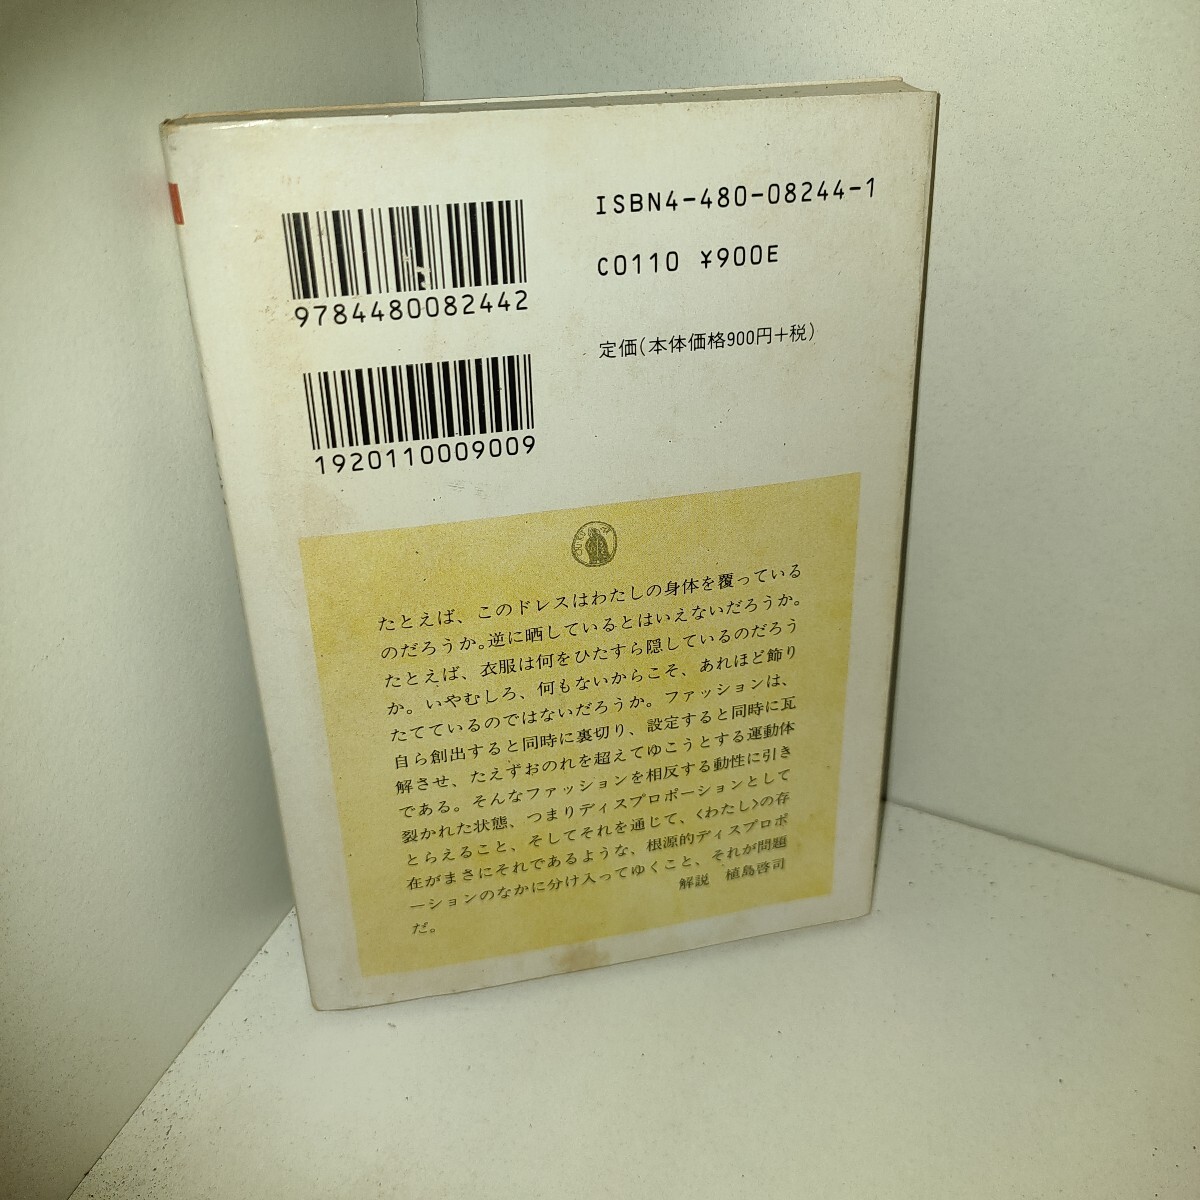 ISBN4-480-08244-1
C0110 ¥900E
9784480082442
定価(本体価格900円+税)
1920110009009
たとえば、このドレスはわたしの身体を覆っている
のだろうか。逆に晒しているとはいえないだろうか。
たとえば、衣服は何をひたすら隠しているのだろう
か。いやむしろ、何もないからこそ、あれほど飾り
たてているのではないだろうか。ファッションは、
自ら創出すると同時に裏切り、設定すると同時に瓦
解させ、たえずおのれを超えてゆこうとする運動体
である。そんなファッションを相反する動性に引き
裂かれた状態、つまりディスプロポーションとして
とらえること、そしてそれを通じて、〈わたし〉の存
在がまさにそれであるような、根源的ディスプロポ
ーションのなかに分け入ってゆくこと、それが問題
だ。
解説 植島啓司